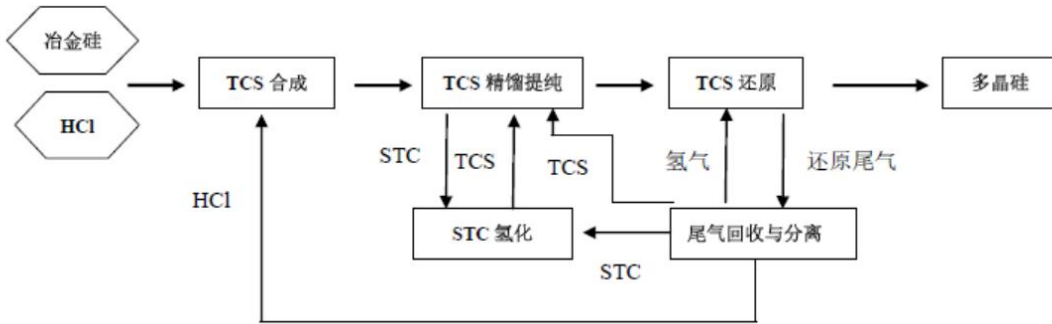 冶金硅
TCS 合成
TCS 精馏提纯
TCS 还原
多晶硅
HCl
STC
TCS
TCS
氢气
还原尾气
HCl
STC 氢化
尾气回收与分离
STC